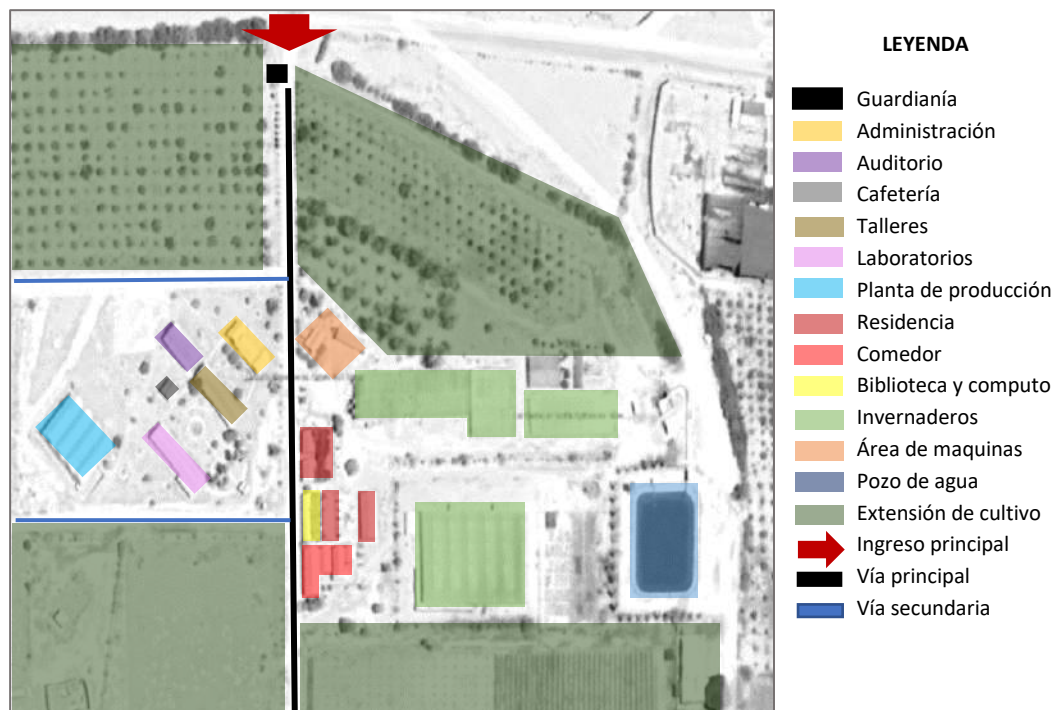 LEYENDA
Guardianía
Administración
Auditorio
Cafetería
Talleres
Laboratorios
Planta de producción
Residencia
Comedor
Biblioteca y computo
Invernaderos
Área de maquinas
Pozo de agua
Extensión de cultivo
Ingreso principal
Vía principal
Vía secundaria